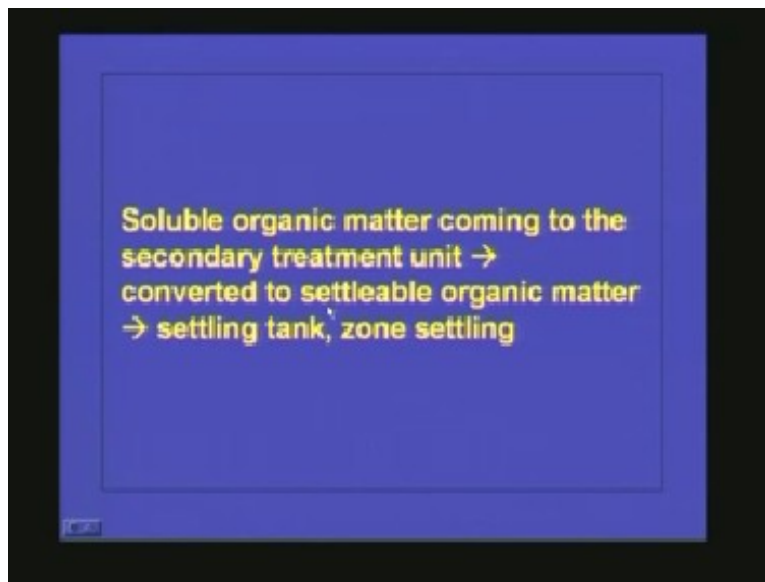 Soluble organic matter coming to the
secondary treatment unit →
converted to settleable organic matter
→ settling tank, zone settling